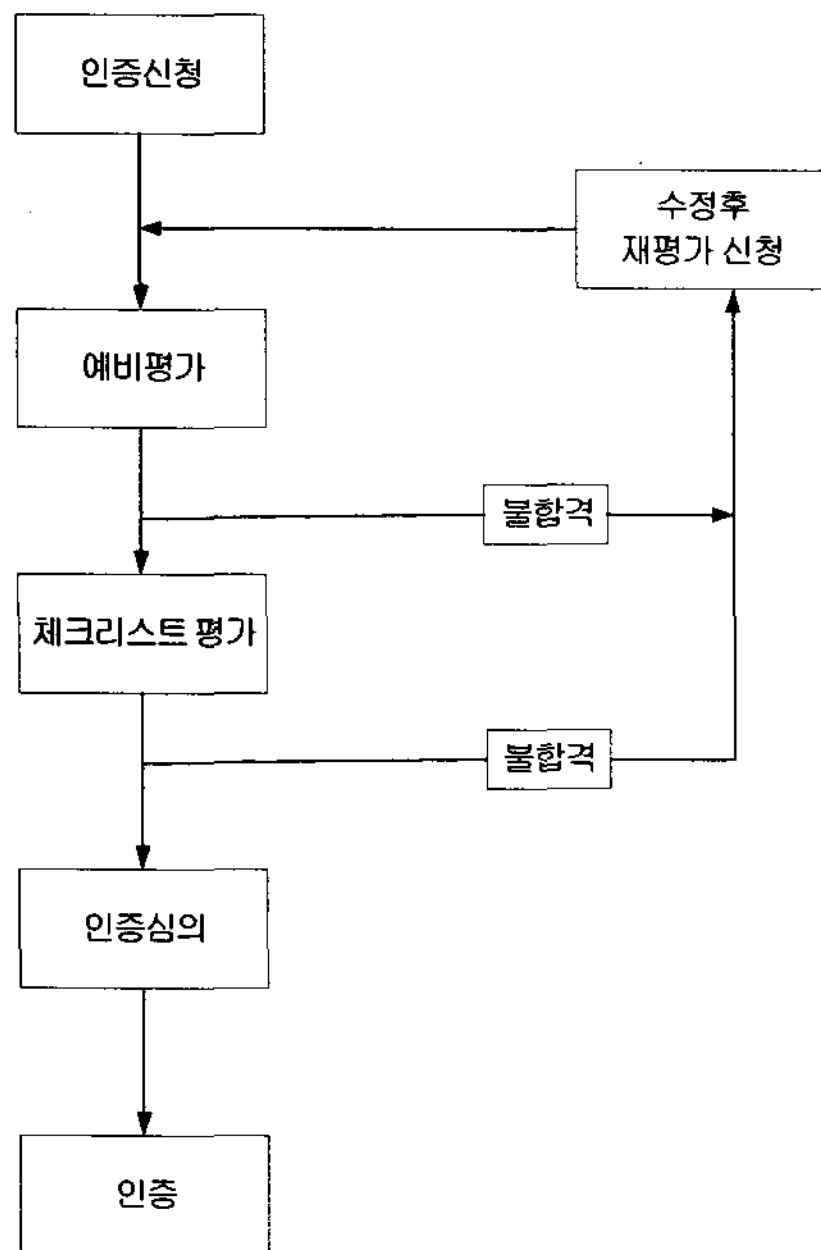 인증신청
수정후
재평가 신청
예비평가
불합격
체크리스트 평가
불합격
인증심의
인증